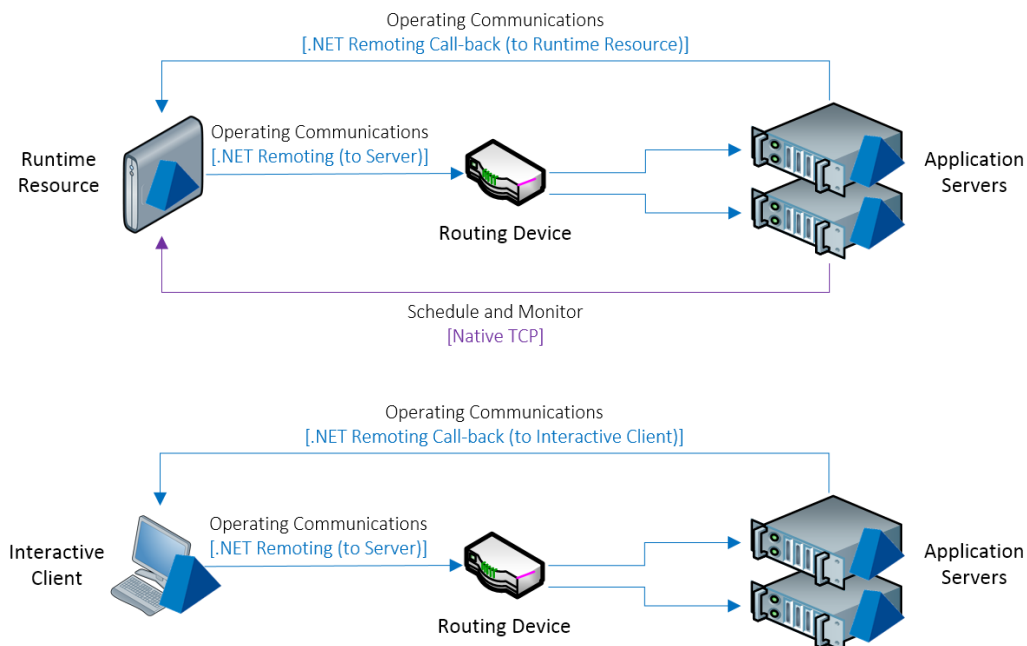 Operating Communications
[.NET Remoting Call-back (to Runtime Resource)]
Operating Communications
[.NET Remoting (to Server)]
Runtime
Resource
Application
Servers
Routing Device
Schedule and Monitor
[Native TCP]
Operating Communications
[.NET Remoting Call-back (to Interactive Client)]
Operating Communications
[.NET Remoting (to Server)]
Interactive
Client
Application
Servers
Routing Device